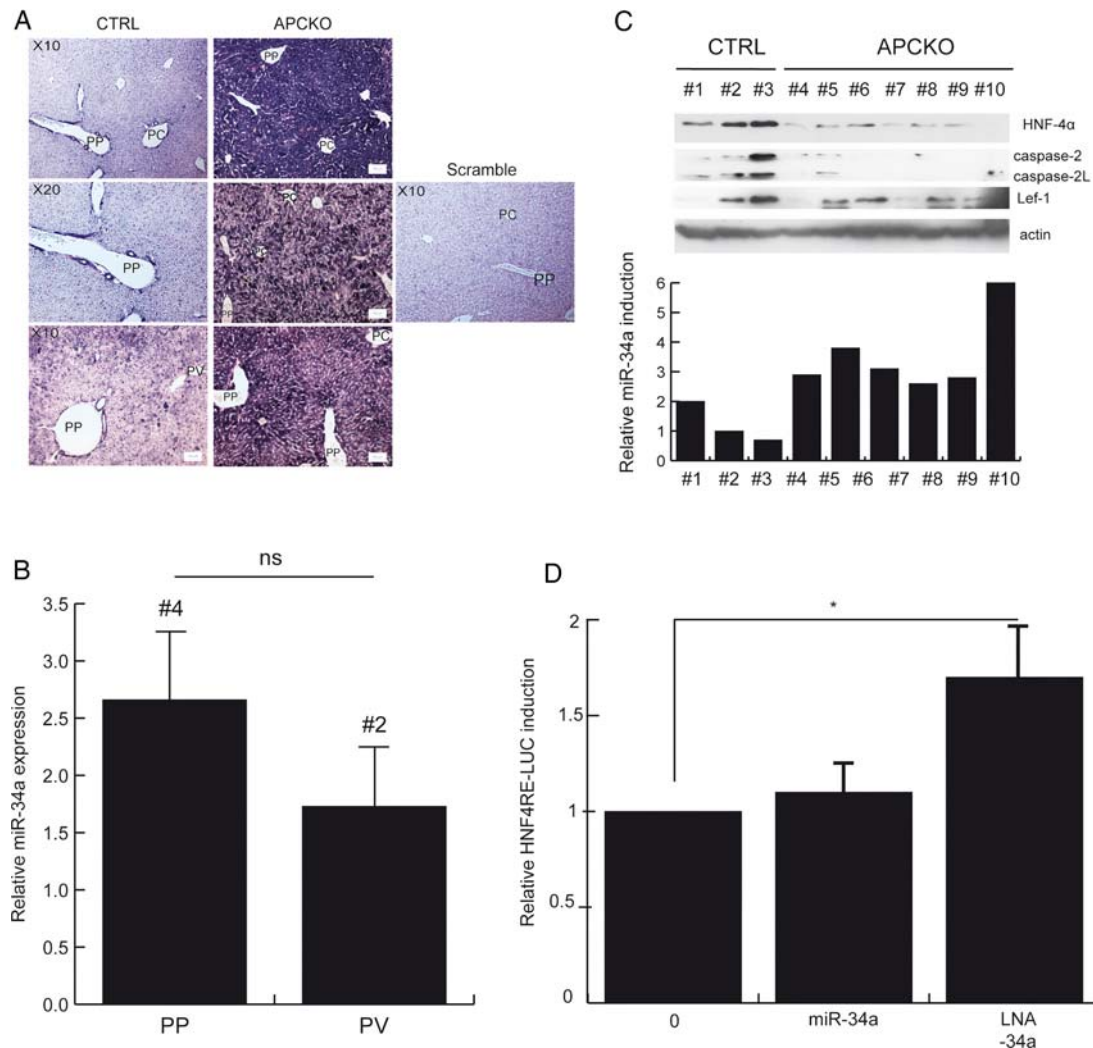 A
CTRL
APCKO
X10
PP
PC
PP
PC
X20
PP
PC
PC
PP
Scramble
X10
PC
PP
X10
PV
PP
PC
PP
PP
C
CTRL
APCKO
#1 #2 #3 #4 #5 #6 #7 #8 #9 #10
HNF-4α
caspase-2
caspase-2L
Lef-1
actin
Relative miR-34a induction
6
5
4
3
2
1
0
#1 #2 #3 #4 #5 #6 #7 #8 #9 #10
B
ns
Relative miR-34a expression
3.5
3.0
2.5
2.0
1.5
1.0
0.5
0.0
#4
#2
PP PV
D
*
Relative HNF4RE-LUC induction
2
1.5
1
0.5
0
0 miR-34a LNA
-34a